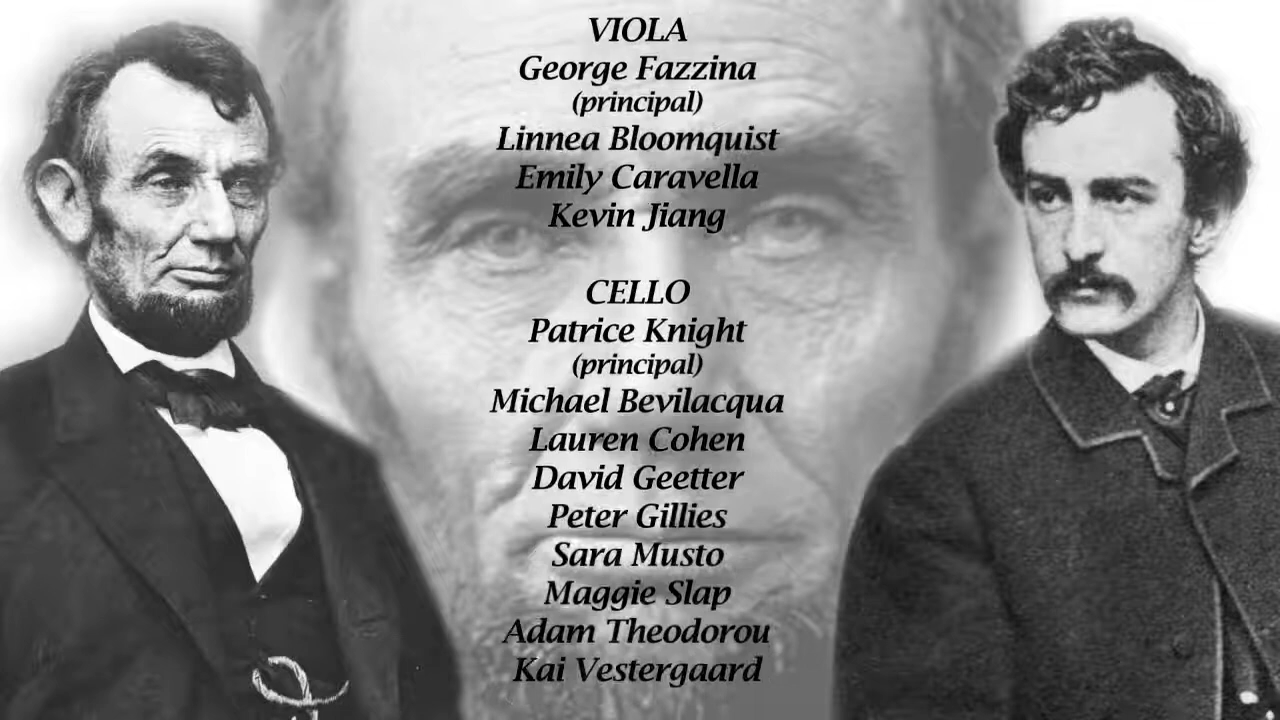 VIOLA
George Fazzina
(principal)
Linnea Bloomquist
Emily Caravella
Kevin Jiang
CELLO
Patrice Knight
(principal)
Michael Bevilacqua
Lauren Cohen
David Geetter
Peter Gillies
Sara Musto
Maggie Slap
Adam Theodorou
Kai Vestergaard